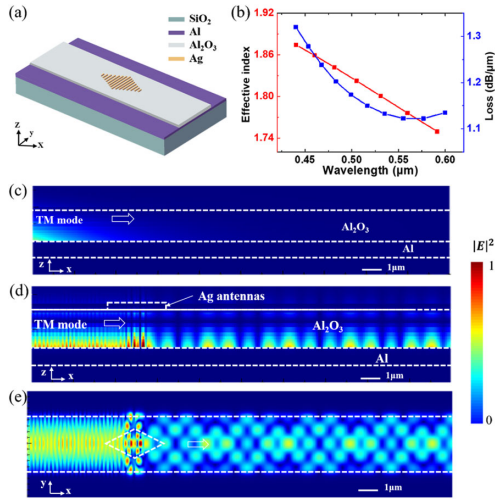 (a)
SiO2
Al
Al2O3
Ag
z
y
x
(b)
Effective index
1.92
1.86
1.80
1.74
0.45 0.50 0.55 0.60
Wavelength (μm)
1.3
1.2
1.1
Loss (dB/μm)
(c)
TM mode
Al2O3
Al
z
x
1μm
(d)
Ag antennas
TM mode
Al2O3
Al
z
x
1μm
(e)
y
x
1μm
|E|²
1
0